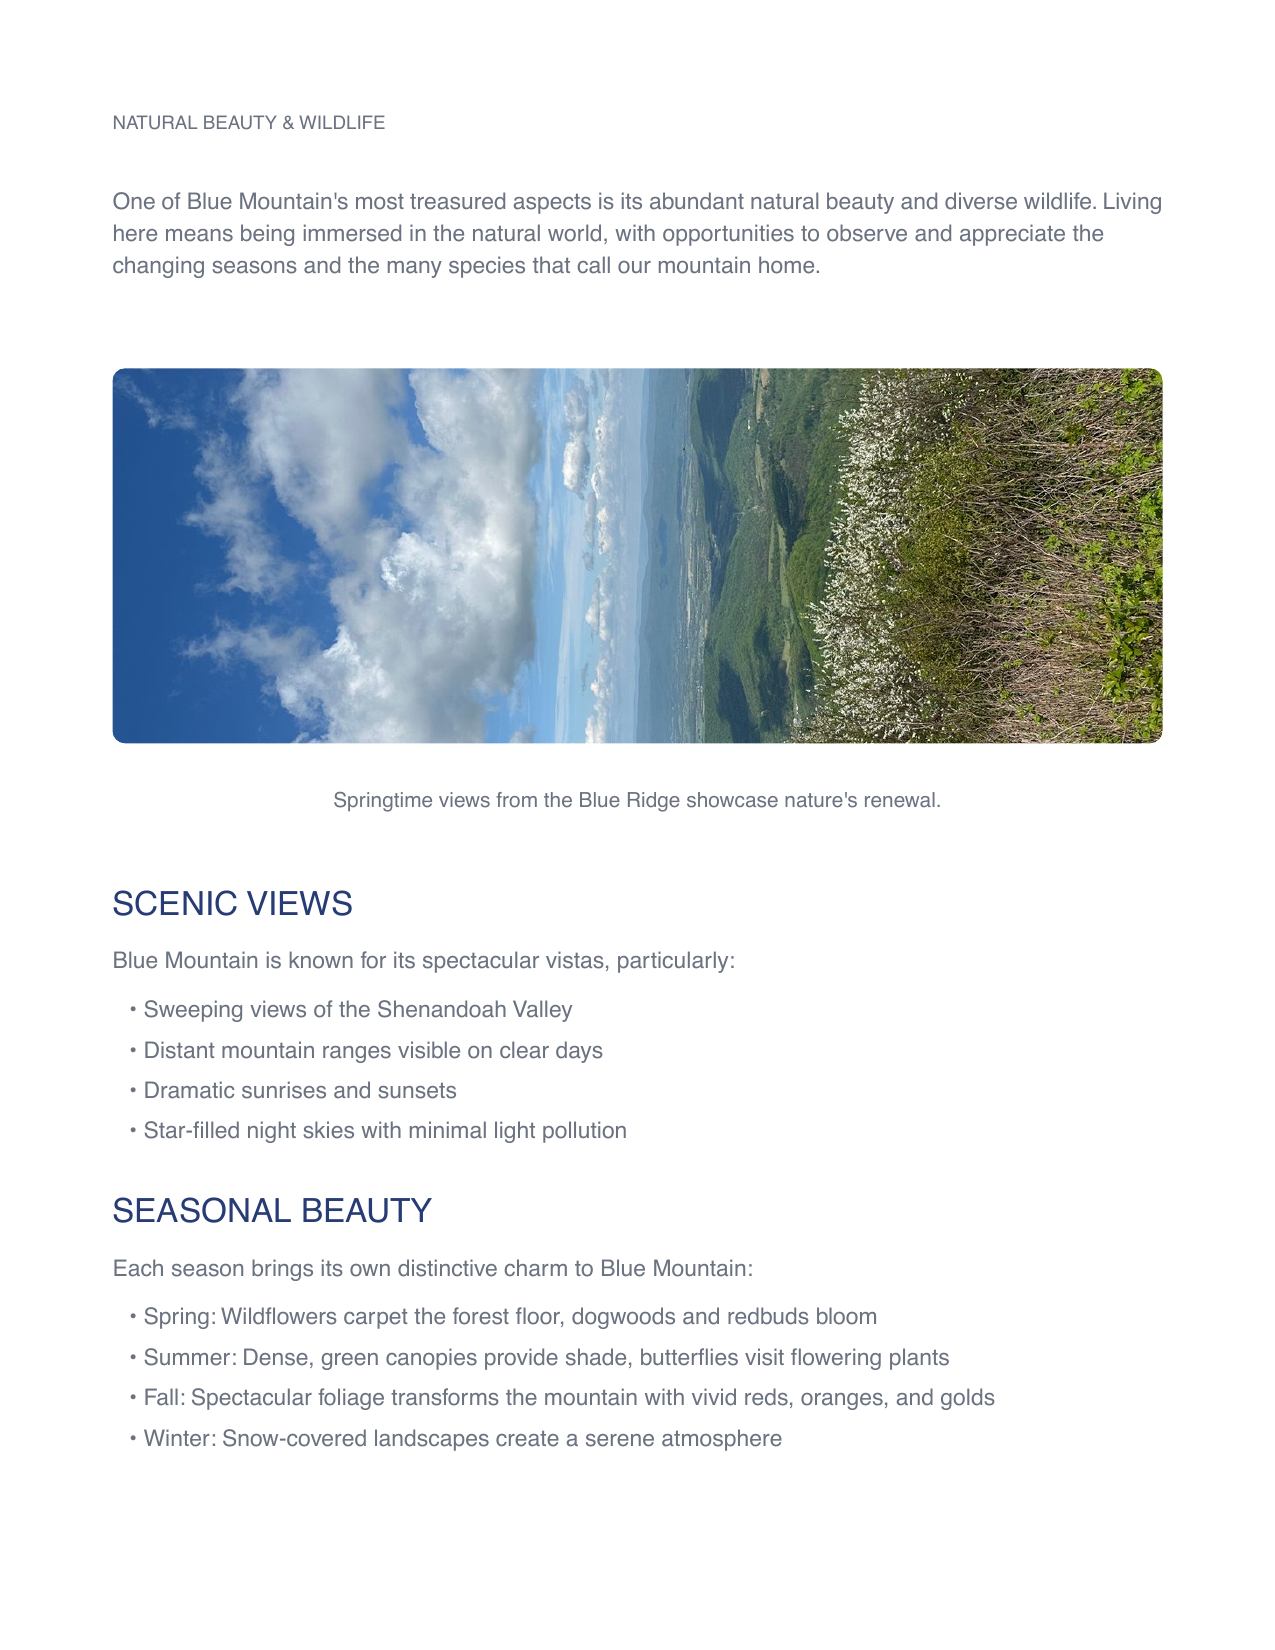 NATURAL BEAUTY & WILDLIFE
One of Blue Mountain's most treasured aspects is its abundant natural beauty and diverse wildlife. Living
here means being immersed in the natural world, with opportunities to observe and appreciate the
changing seasons and the many species that call our mountain home.
Springtime views from the Blue Ridge showcase nature's renewal.
SCENIC VIEWS
Blue Mountain is known for its spectacular vistas, particularly:
• Sweeping views of the Shenandoah Valley
• Distant mountain ranges visible on clear days
• Dramatic sunrises and sunsets
• Star-filled night skies with minimal light pollution
SEASONAL BEAUTY
Each season brings its own distinctive charm to Blue Mountain:
• Spring: Wildflowers carpet the forest floor, dogwoods and redbuds bloom
• Summer: Dense, green canopies provide shade, butterflies visit flowering plants
• Fall: Spectacular foliage transforms the mountain with vivid reds, oranges, and golds
• Winter: Snow-covered landscapes create a serene atmosphere